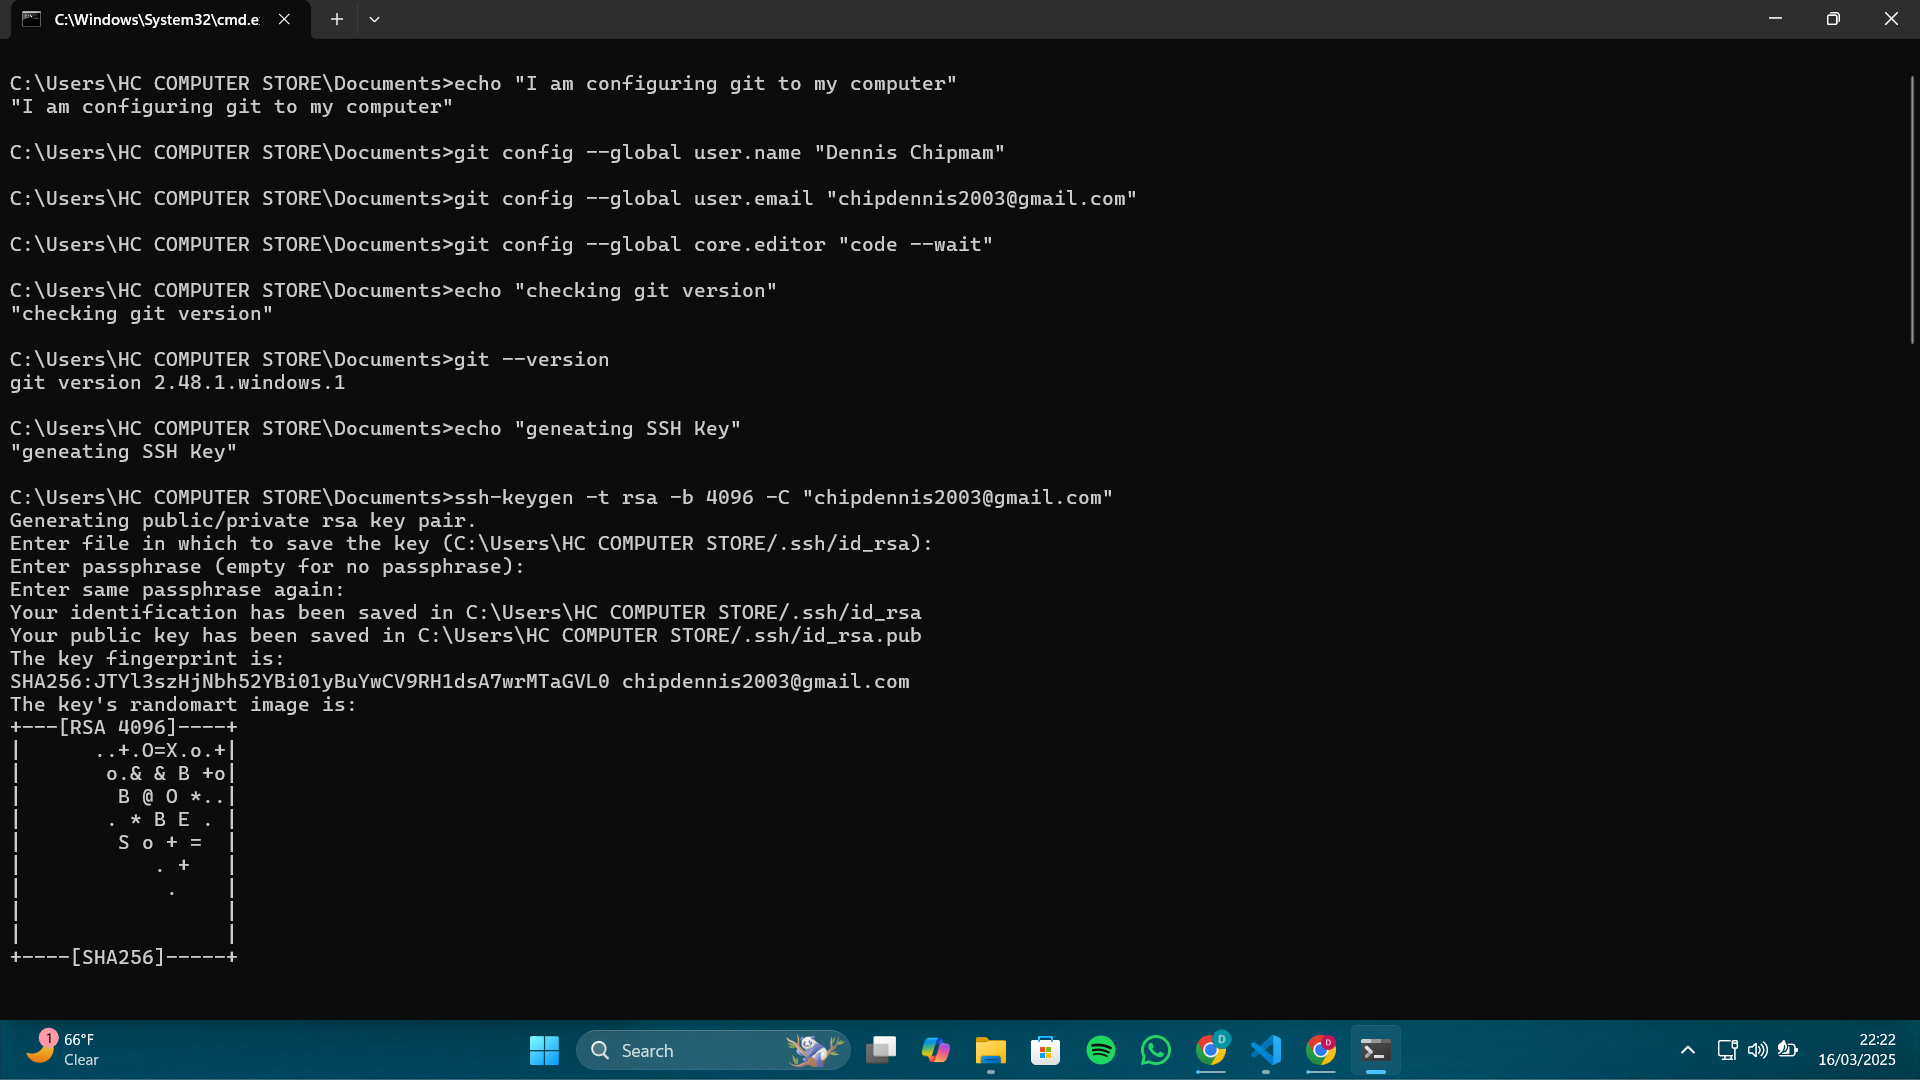 C:\Windows\System32\cmd.e
C:\Users\HC COMPUTER STORE\Documents>echo "I am configuring git to my computer"
"I am configuring git to my computer"
C:\Users\HC COMPUTER STORE\Documents>git config --global user.name "Dennis Chipmam"
C:\Users\HC COMPUTER STORE\Documents>git config --global user.email "chipdennis2003@gmail.com"
C:\Users\HC COMPUTER STORE\Documents>git config --global core.editor "code --wait"
C:\Users\HC COMPUTER STORE\Documents>echo "checking git version"
"checking git version"
C:\Users\HC COMPUTER STORE\Documents>git --version
git version 2.48.1.windows.1
C:\Users\HC COMPUTER STORE\Documents>echo "geneating SSH Key"
"geneating SSH Key"
C:\Users\HC COMPUTER STORE\Documents>ssh-keygen -t rsa -b 4096 -C "chipdennis2003@gmail.com"
Generating public/private rsa key pair.
Enter file in which to save the key (C:\Users\HC COMPUTER STORE/.ssh/id_rsa):
Enter passphrase (empty for no passphrase):
Enter same passphrase again:
Your identification has been saved in C:\Users\HC COMPUTER STORE/.ssh/id_rsa
Your public key has been saved in C:\Users\HC COMPUTER STORE/.ssh/id_rsa.pub
The key fingerprint is:
SHA256:JTYl3szHjNbh52YBi01yBuYwCV9RH1dsA7wrMTaGVL0 chipdennis2003@gmail.com
The key's randomart image is:
+---[RSA 4096]----+
|      ..+.O=X.o.+|
|       o.& & B +o|
|        B @ O *..|
|       . * B E . |
|        S o + =  |
|           . +   |
|            .    |
|                 |
|                 |
+----[SHA256]-----+
1
66°F
Clear
Search
D
D
22:22
16/03/2025